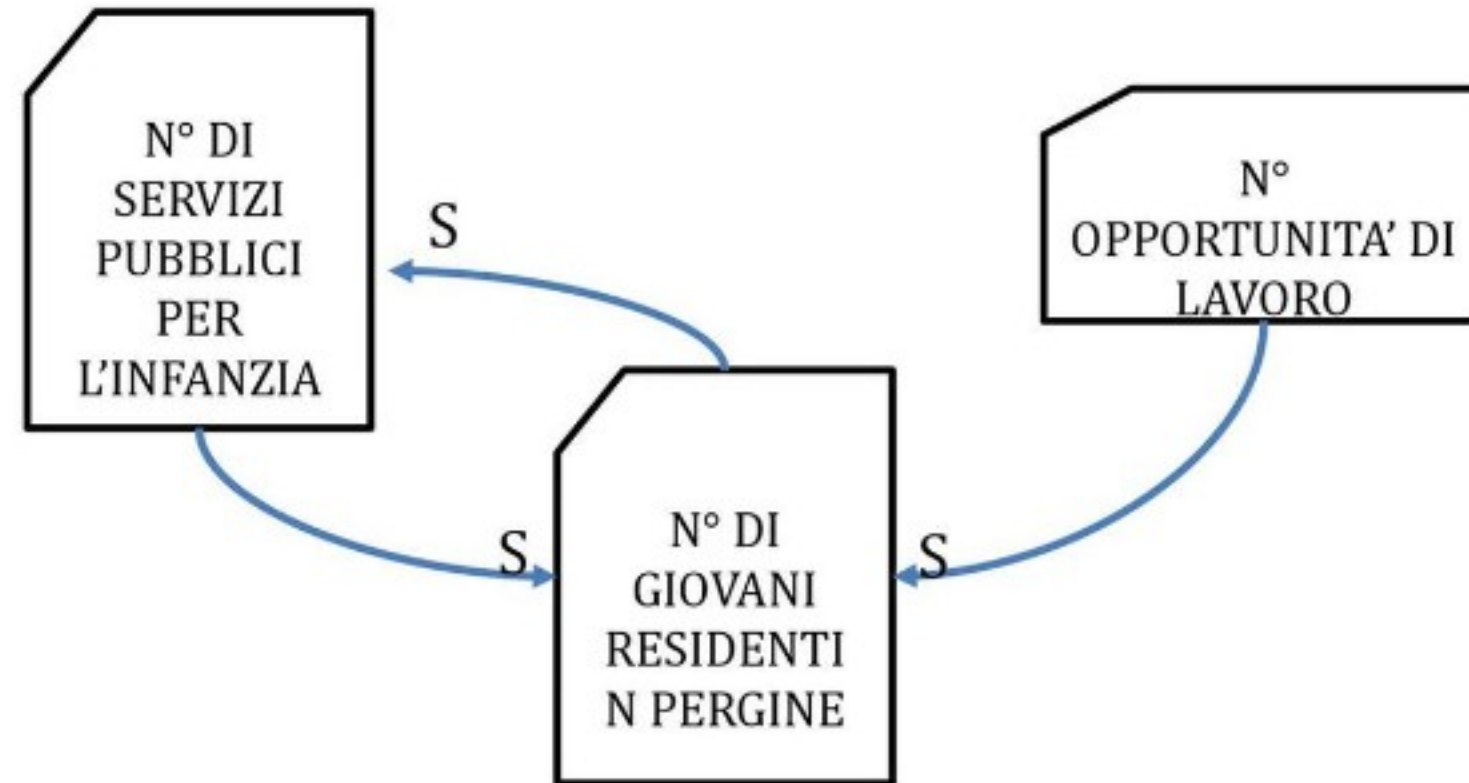 N° DI
SERVIZI
PUBBLICI
PER
L’INFANZIA
S
N°
OPPORTUNITA’ DI
LAVORO
S
N° DI
GIOVANI
RESIDENTI
N PERGINE
S